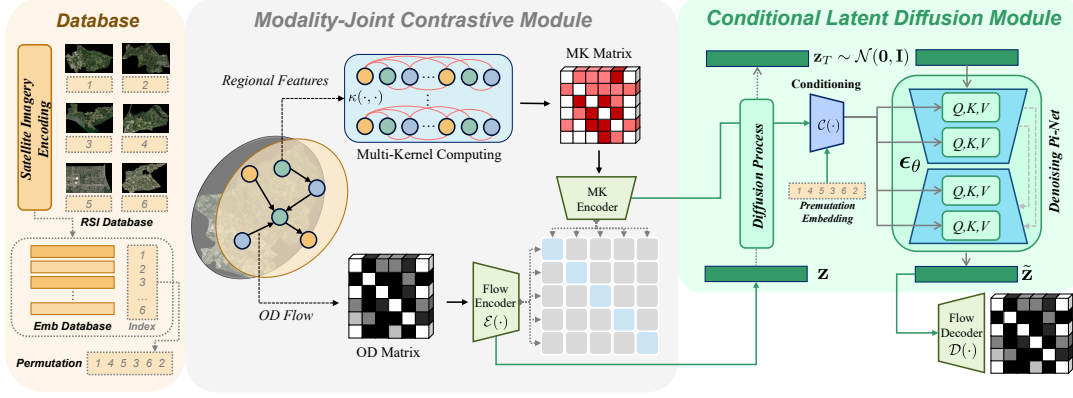 Database
Satellite Imagery
Encoding
1
2
3
4
5
6
RSI Database
1
2
3
...
6
Emb Database
Index
Permutation
1 4 5 3 6 2
Modality-Joint Contrastive Module
Regional Features
κ(·,·)
Multi-Kernel Computing
MK Matrix
MK
Encoder
OD Flow
OD Matrix
Flow
Encoder
ℰ(·)
Conditional Latent Diffusion Module
z_T ~ 𝒩(0, I)
Diffusion Process
Conditioning
𝒞(·)
1 4 5 3 6 2
Premutation
Embedding
ϵ_θ
Q,K,V
Q,K,V
Q,K,V
Q,K,V
Denoising Pi-Net
z
z̃
Flow
Decoder
𝒟(·)